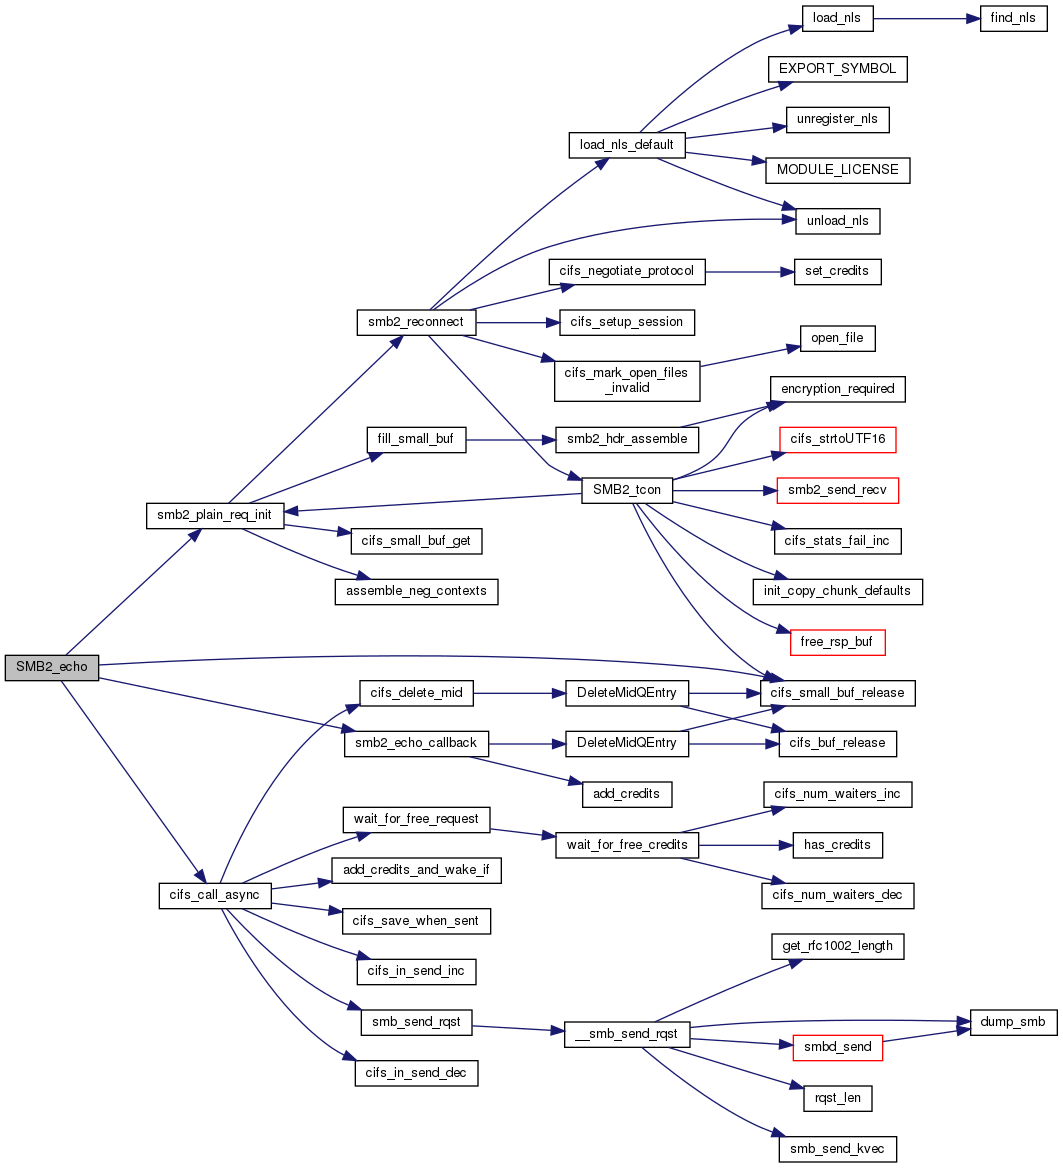 load_nls
find_nls
EXPORT_SYMBOL
unregister_nls
load_nls_default
MODULE_LICENSE
unload_nls
cifs_negotiate_protocol
set_credits
smb2_reconnect
cifs_setup_session
open_file
cifs_mark_open_files
_invalid
encryption_required
fill_small_buf
smb2_hdr_assemble
cifs_strtoUTF16
SMB2_tcon
smb2_send_recv
smb2_plain_req_init
cifs_small_buf_get
cifs_stats_fail_inc
assemble_neg_contexts
init_copy_chunk_defaults
free_rsp_buf
SMB2_echo
cifs_delete_mid
DeleteMidQEntry
cifs_small_buf_release
smb2_echo_callback
DeleteMidQEntry
cifs_buf_release
add_credits
cifs_num_waiters_inc
wait_for_free_request
wait_for_free_credits
has_credits
add_credits_and_wake_if
cifs_call_async
cifs_num_waiters_dec
cifs_save_when_sent
get_rfc1002_length
cifs_in_send_inc
smb_send_rqst
__smb_send_rqst
dump_smb
smbd_send
cifs_in_send_dec
rqst_len
smb_send_kvec